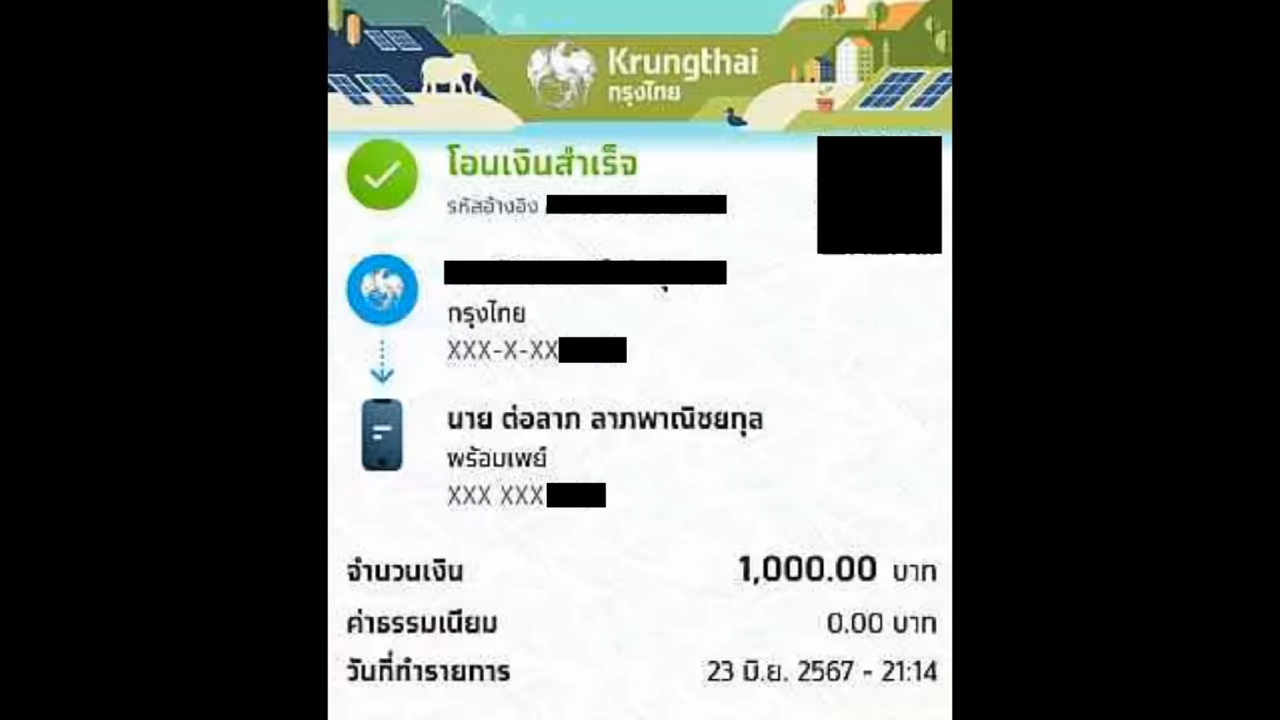 Krungthai
กรุงไทย
โอนเงินสำเร็จ
รหัสอ้างอิง
กรุงไทย
XXX-X-XX
นาย ต่อลาภ ลาภพาณิชยกุล
พร้อมเพย์
XXX XXX
จำนวนเงิน 1,000.00 บาท
ค่าธรรมเนียม 0.00 บาท
วันที่ทำรายการ 23 มิ.ย. 2567 - 21:14